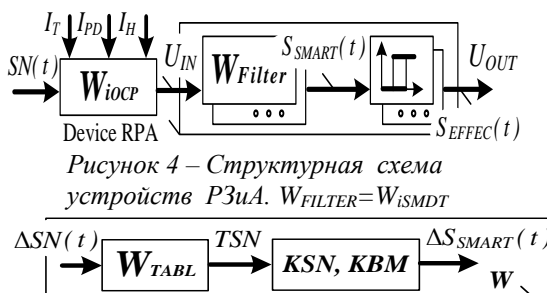 I_T I_PD I_H
SN(t) W_iOCP U_IN W_Filter S_SMART(t) U_OUT
Device RPA S_EFFEC(t)
Рисунок 4 – Структурная схема
устройств РЗиА. W_FILTER=W_iSMDT
ΔSN(t) W_TABL TSN KSN, KBM ΔS_SMART(t)
W